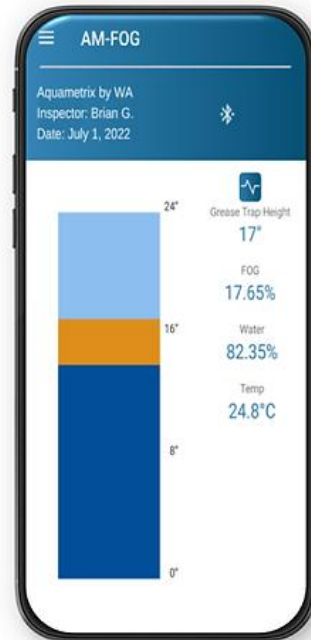 AM-FOG
Aquametrix by WA
Inspector: Brian G.
Date: July 1, 2022
24"
16"
8"
0"
Grease Trap Height
17"
FOG
17.65%
Water
82.35%
Temp
24.8°C